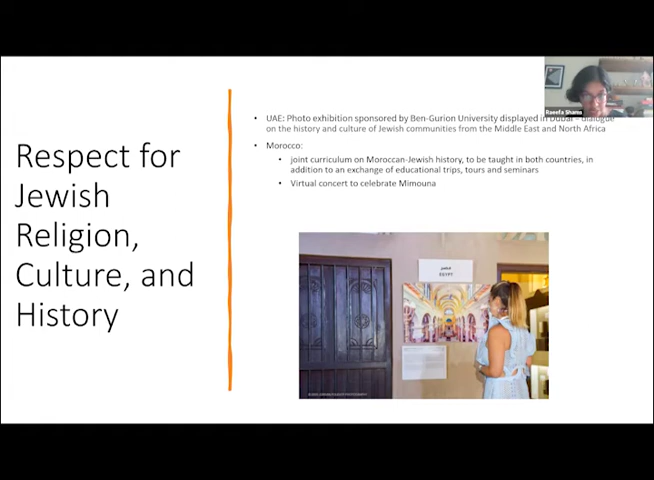 Respect for
Jewish
Religion,
Culture, and
History
• UAE: Photo exhibition sponsored by Ben-Gurion University displayed in Dubai – dialogue
on the history and culture of Jewish communities from the Middle East and North Africa
• Morocco:
• joint curriculum on Moroccan-Jewish history, to be taught in both countries, in
addition to an exchange of educational trips, tours and seminars
• Virtual concert to celebrate Mimouna
Raeefa Shams
مصر
EGYPT